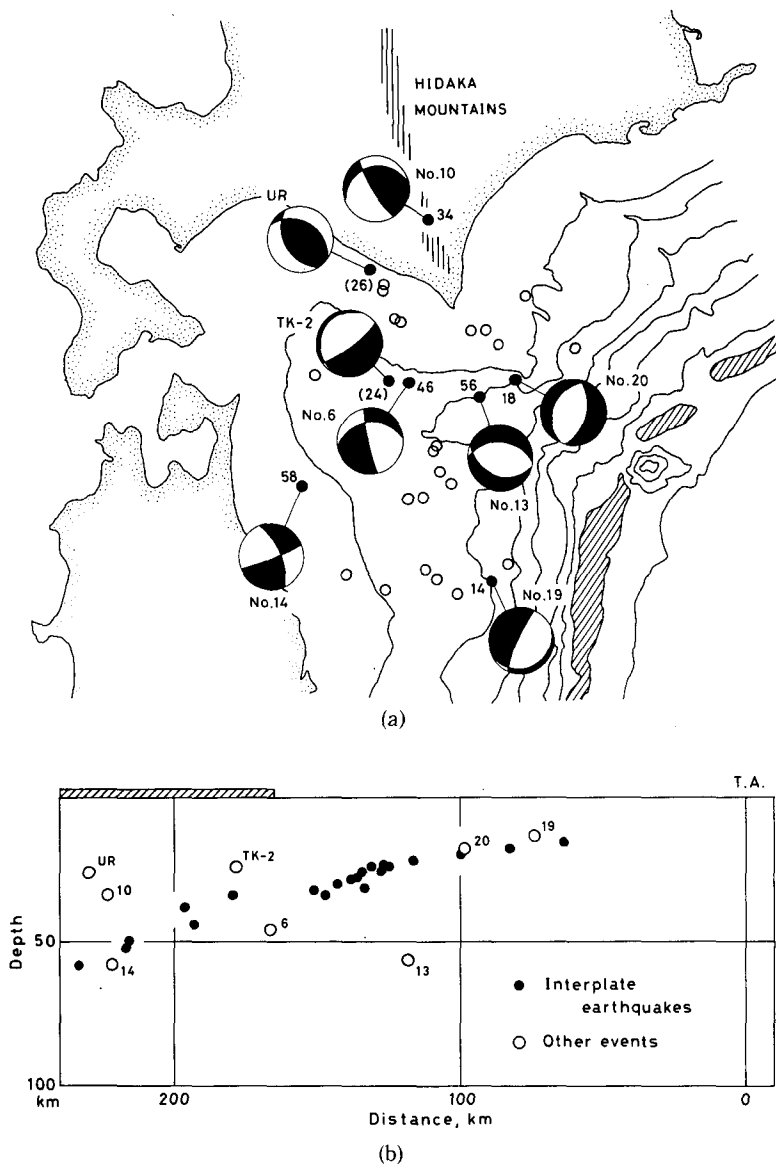 HIDAKA
MOUNTAINS
No.10
UR
34
(26)
TK-2
(24)
46
56
18
No.20
No.6
58
No.13
No.14
14
No.19
(a)
T.A.
UR
TK-2
20
19
10
6
14
13
50
100
km
Depth
Interplate
earthquakes
Other events
200
100
0
Distance, km
(b)